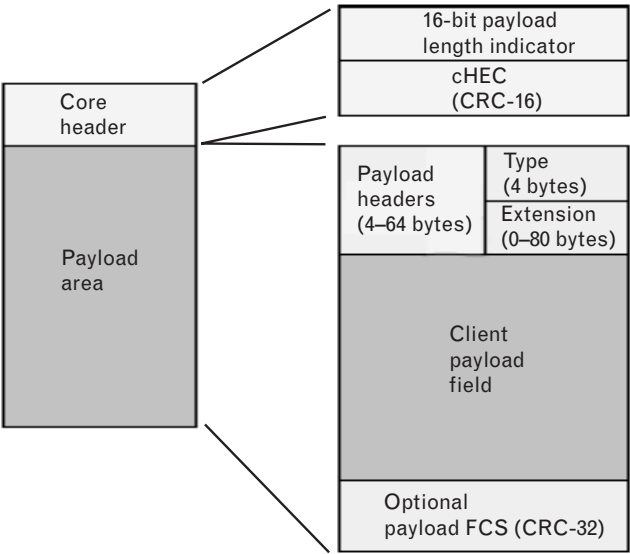 16-bit payload
length indicator
cHEC
(CRC-16)
Core
header
Payload
headers
(4–64 bytes)
Type
(4 bytes)
Extension
(0–80 bytes)
Payload
area
Client
payload
field
Optional
payload FCS (CRC-32)